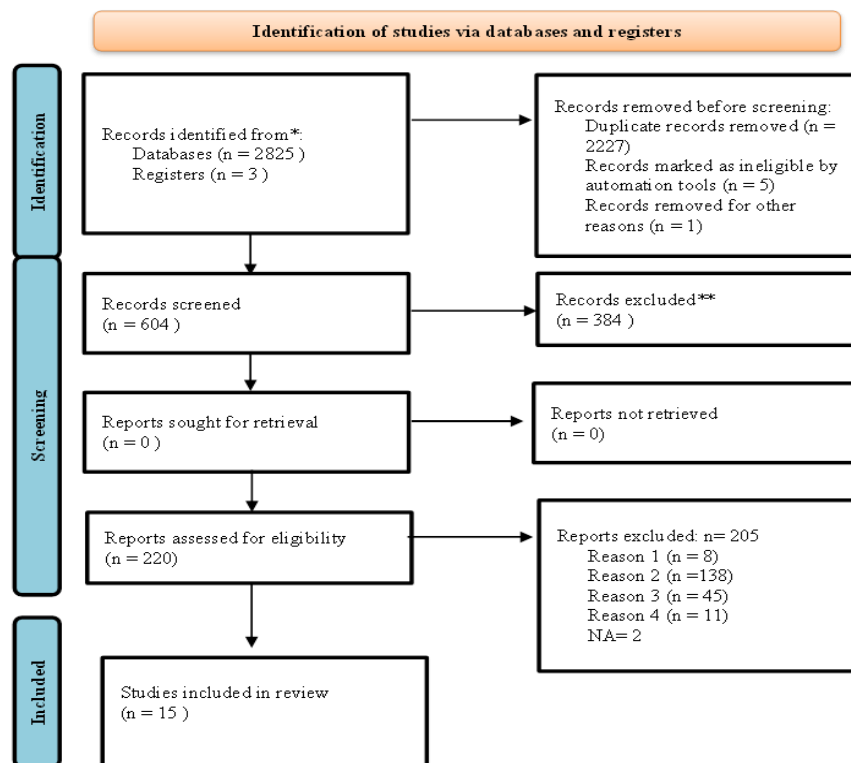 Identification of studies via databases and registers
Identification
Records identified from*:
Databases (n = 2825 )
Registers (n = 3 )
Records removed before screening:
Duplicate records removed (n =
2227)
Records marked as ineligible by
automation tools (n = 5)
Records removed for other
reasons (n = 1)
Screening
Records screened
(n = 604 )
Records excluded**
(n = 384 )
Reports sought for retrieval
(n = 0 )
Reports not retrieved
(n = 0)
Reports assessed for eligibility
(n = 220)
Reports excluded: n= 205
Reason 1 (n = 8)
Reason 2 (n =138)
Reason 3 (n = 45)
Reason 4 (n = 11)
NA= 2
Included
Studies included in review
(n = 15 )